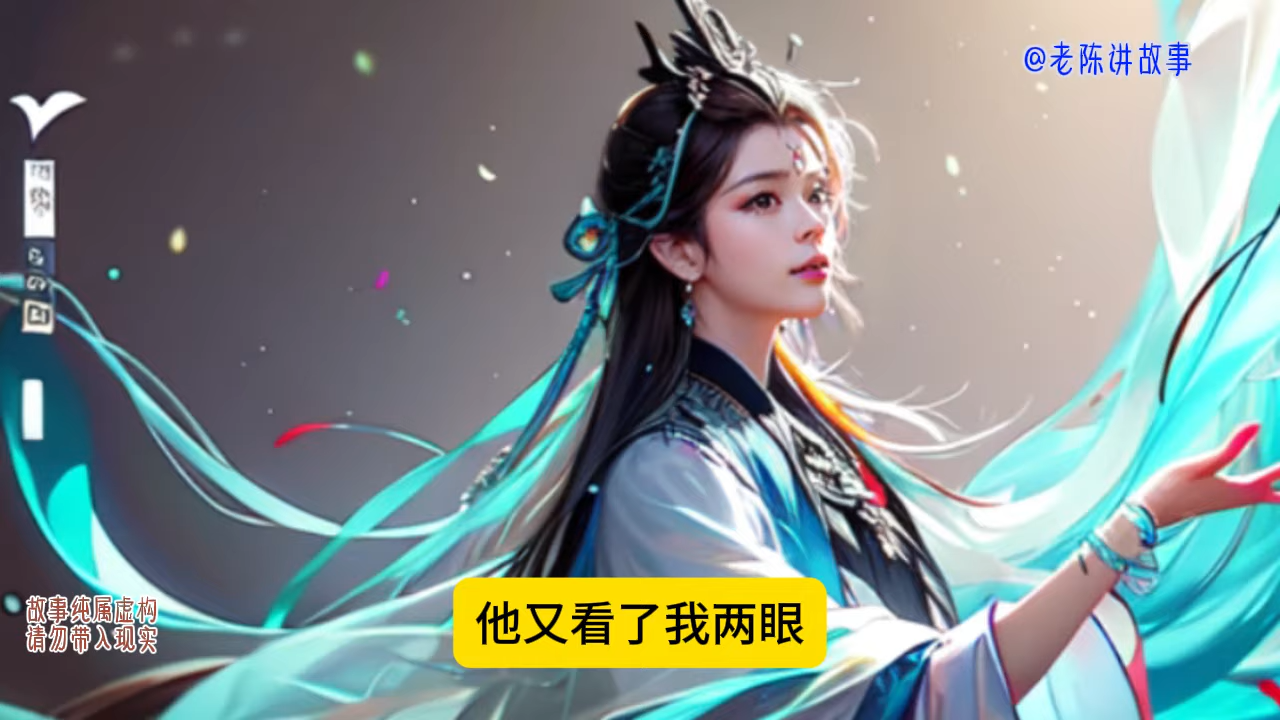 @老陈讲故事
故事纯属虚构
请勿带入现实
他又看了我两眼